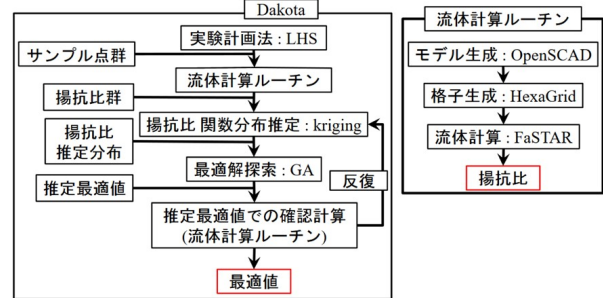 Dakota
実験計画法 : LHS
サンプル点群
流体計算ルーチン
揚抗比群
揚抗比 関数分布推定 : kriging
揚抗比
推定分布
最適解探索 : GA
推定最適値
反復
推定最適値での確認計算
(流体計算ルーチン)
最適値
流体計算ルーチン
モデル生成 : OpenSCAD
格子生成 : HexaGrid
流体計算 : FaSTAR
揚抗比